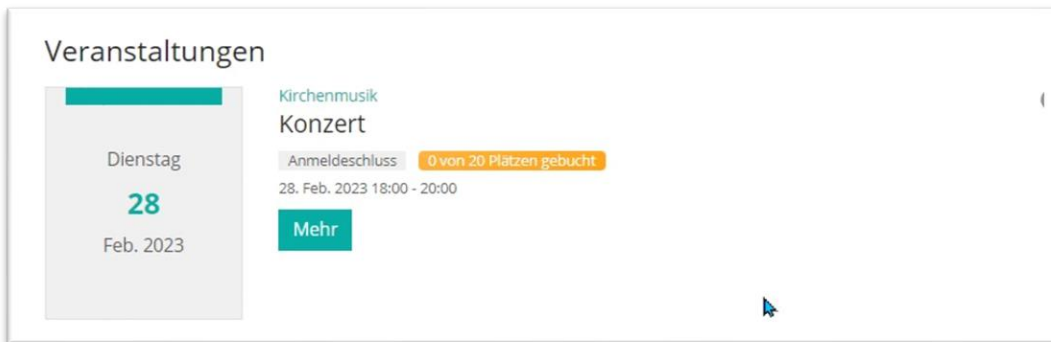 Veranstaltungen
Dienstag
28
Feb. 2023
Kirchenmusik
Konzert
Anmeldeschluss 0 von 20 Plätzen gebucht
28. Feb. 2023 18:00 - 20:00
Mehr